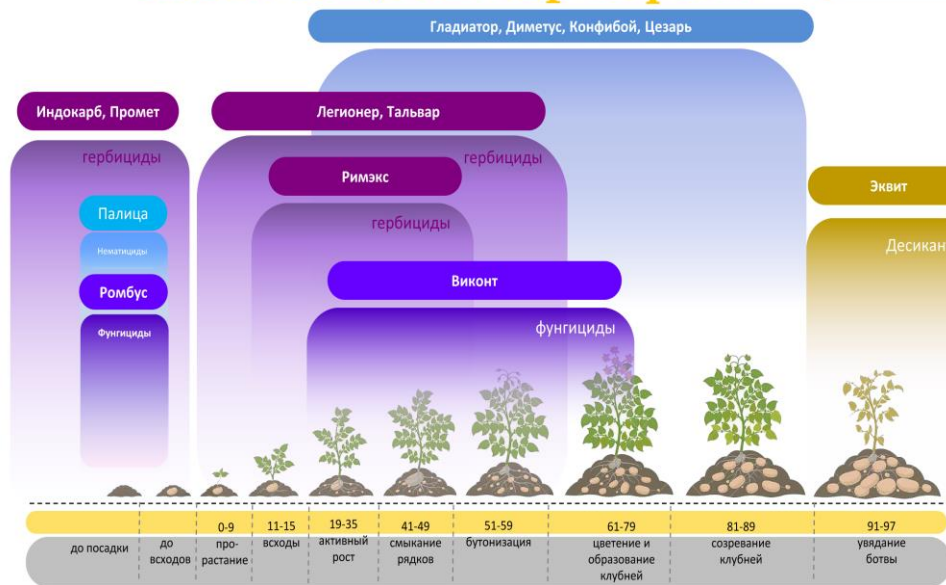 Гладиатор, Диметус, Конфибой, Цезарь
Индокарб, Промет
Легионер, Тальвар
гербициды
гербициды
Римэкс
Эквит
Палица
гербициды
Десикан
Нематициды
Ромбус
Виконт
Фунгициды
фунгициды
0-9
11-15
19-35
41-49
51-59
61-79
81-89
91-97
до посадки
до
всходов
про-
растание
всходы
активный
рост
смыкание
рядков
бутонизация
цветение и
образование
клубней
созревание
клубней
увядание
ботвы